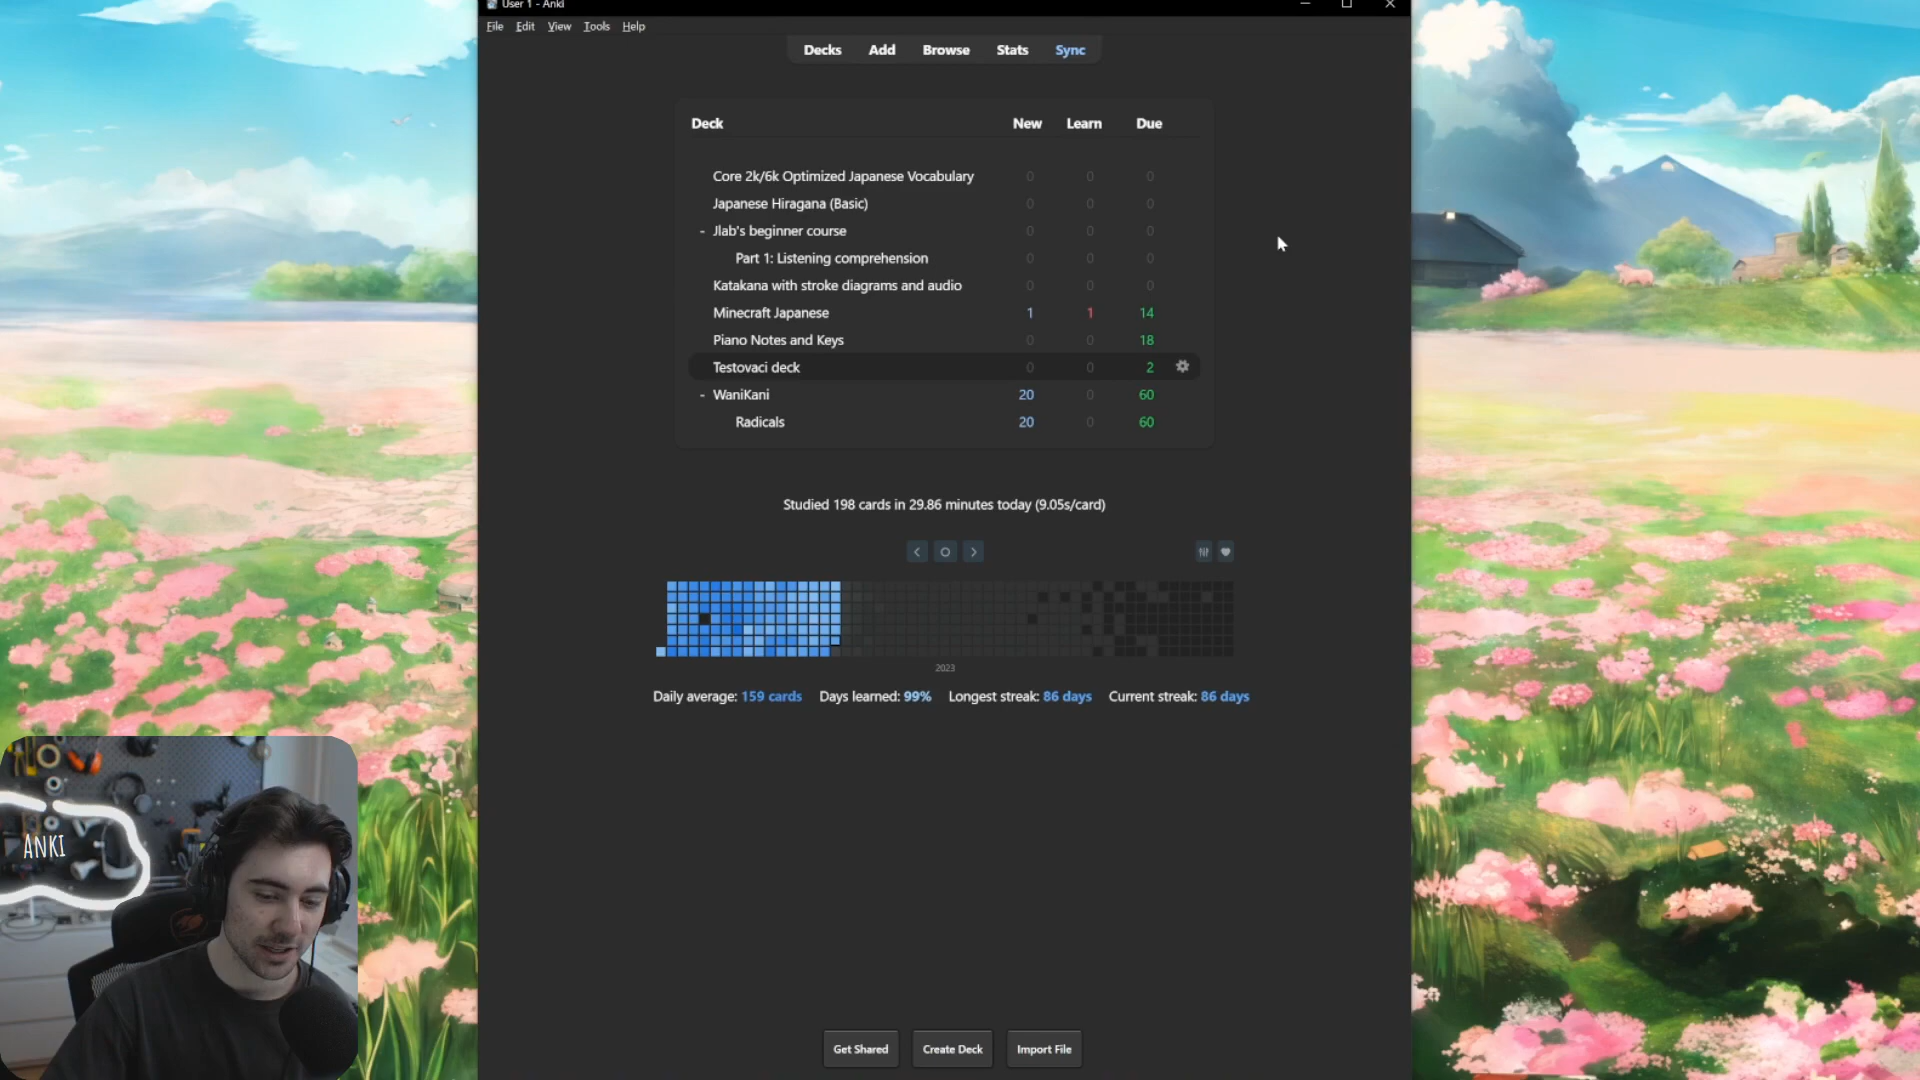 User 1 - Anki
File Edit View Tools Help
Decks Add Browse Stats Sync
Deck New Learn Due
Core 2k/6k Optimized Japanese Vocabulary 0 0 0
Japanese Hiragana (Basic) 0 0 0
- Jlab's beginner course 0 0 0
Part 1: Listening comprehension 0 0 0
Katakana with stroke diagrams and audio 0 0 0
Minecraft Japanese 1 1 14
Piano Notes and Keys 0 0 18
Testovaci deck 0 0 2
- WaniKani 20 0 60
Radicals 20 0 60
Studied 198 cards in 29.86 minutes today (9.05s/card)
2023
Daily average: 159 cards Days learned: 99% Longest streak: 86 days Current streak: 86 days
ANKI
Get Shared Create Deck Import File